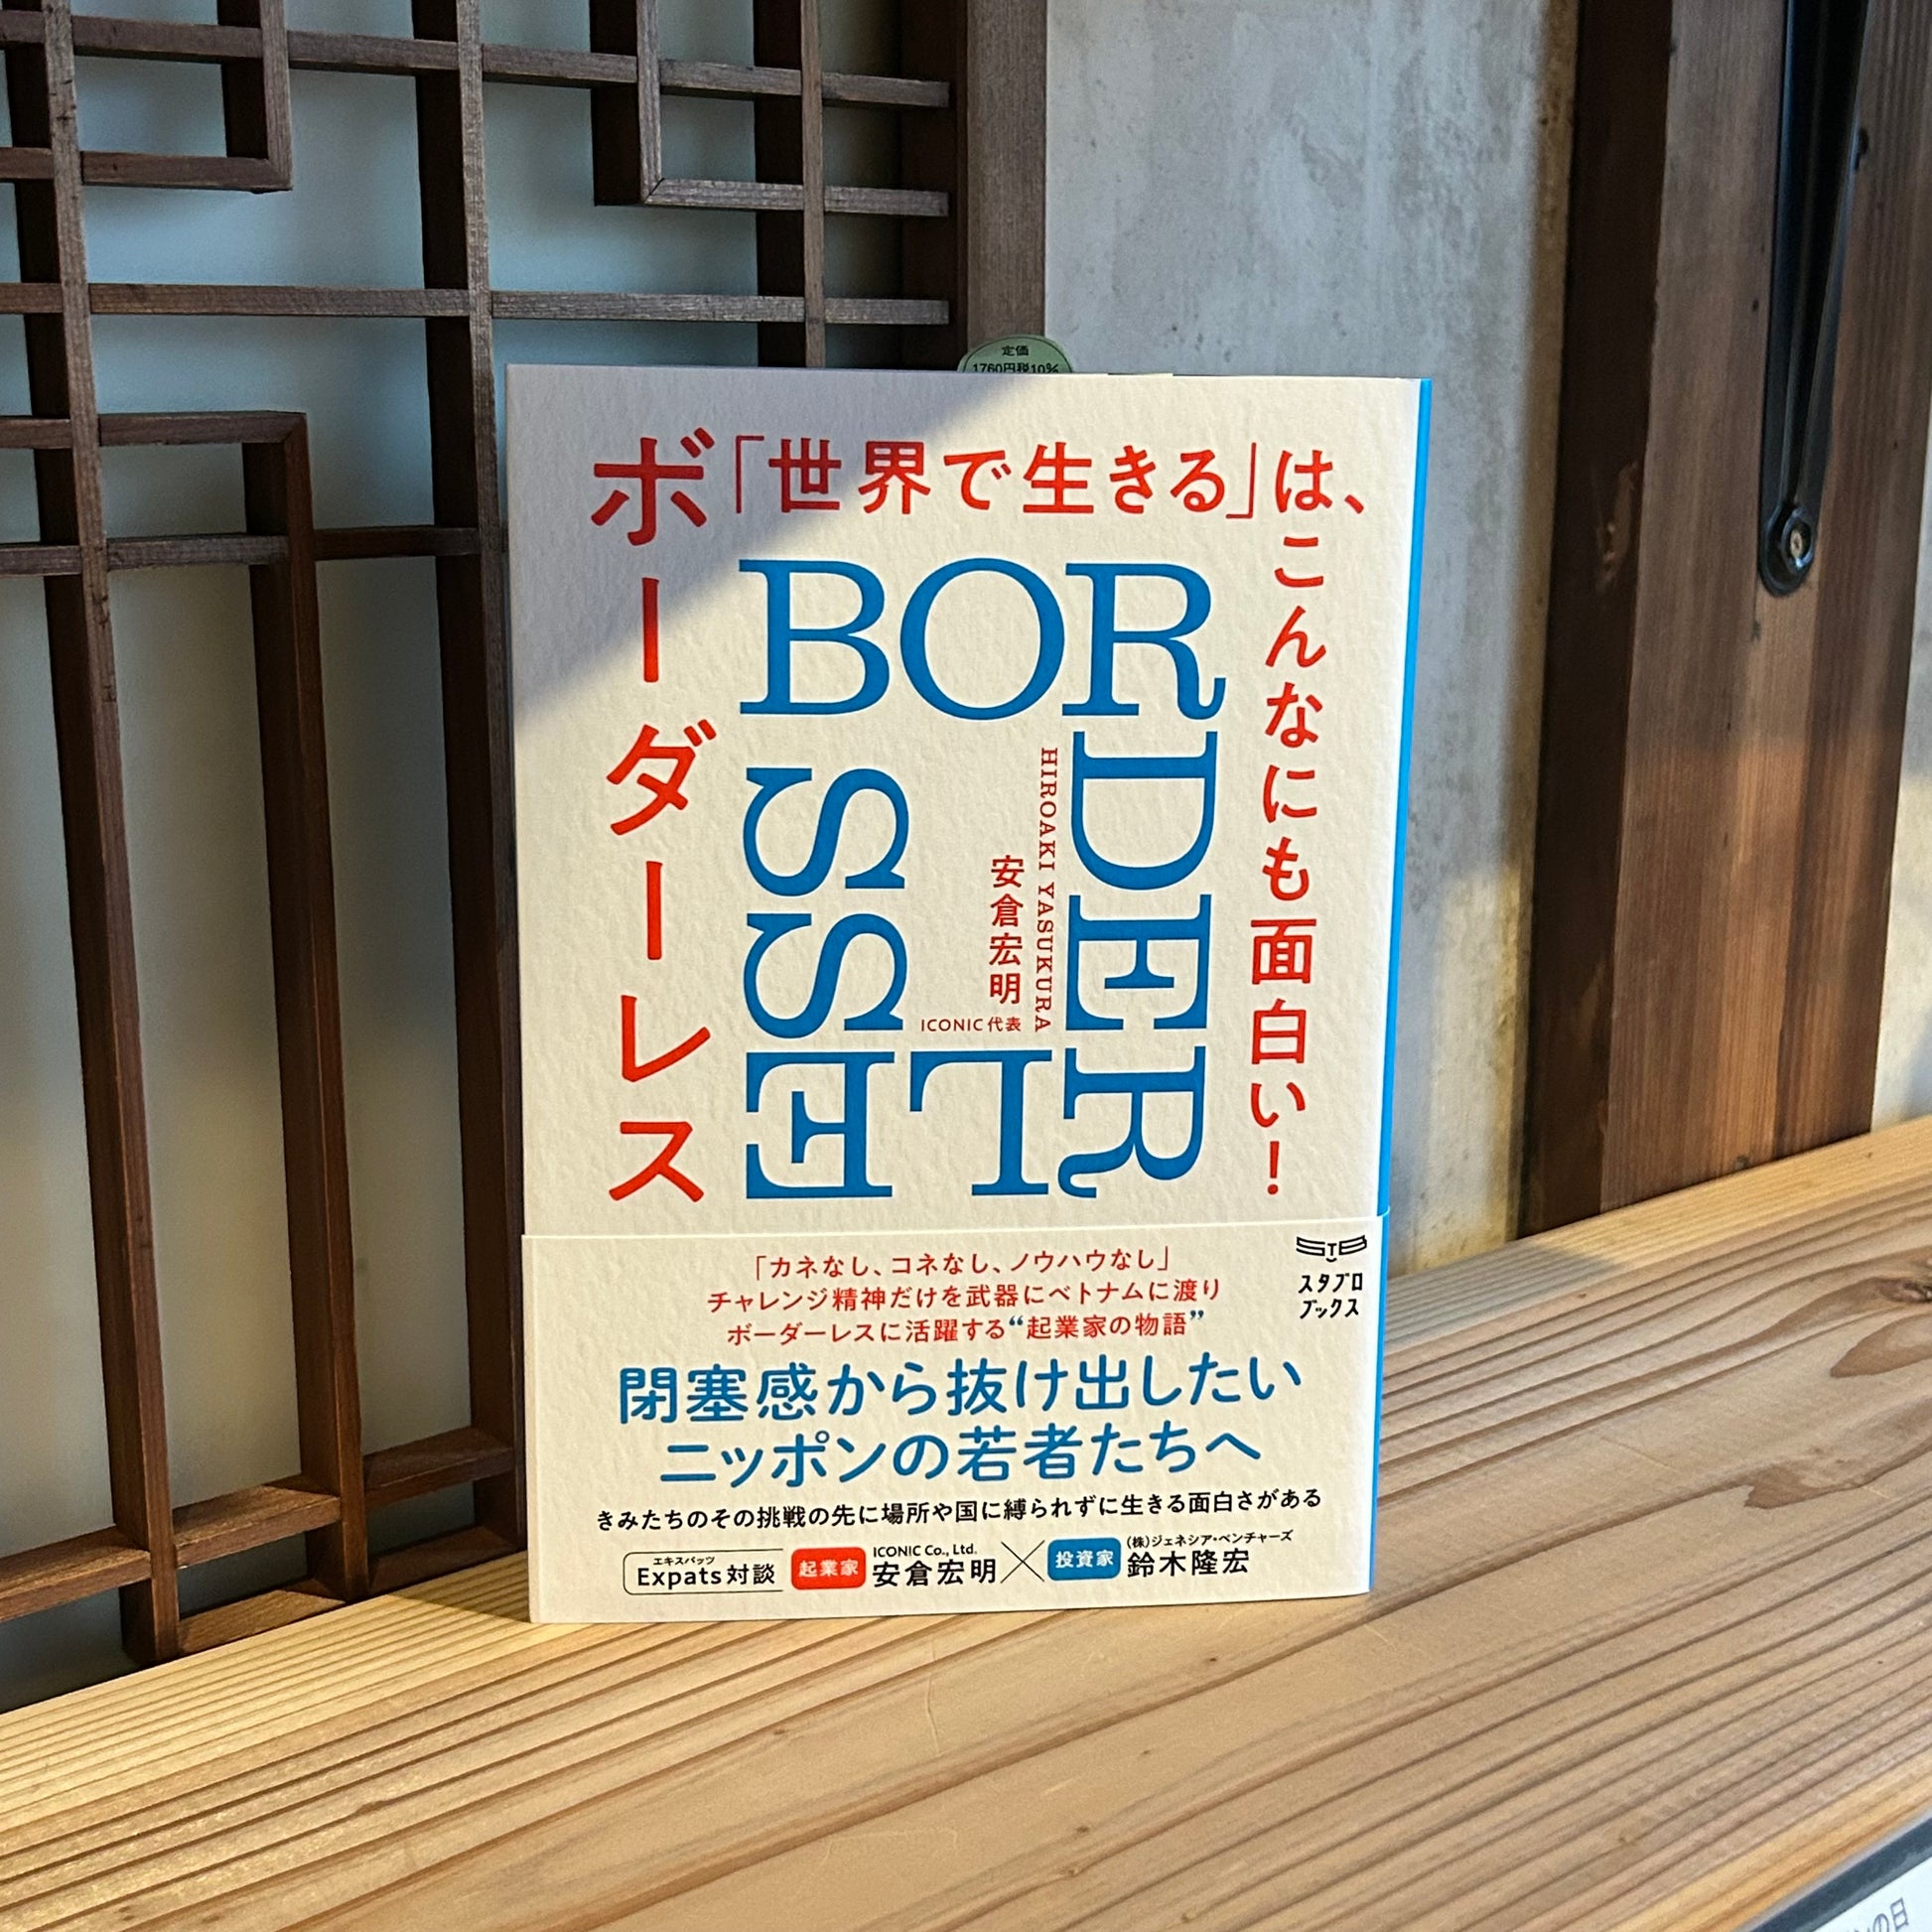 定価
1760円税10%
ボーダーレス
「世界で生きる」は、
こんなにも面白い!
BORDERLESS
HIROAKI YASUKURA
安倉宏明
ICONIC代表
「カネなし、コネなし、ノウハウなし」
チャレンジ精神だけを武器にベトナムに渡り
ボーダーレスに活躍する“起業家の物語”
STB
スタブロ
ブックス
閉塞感から抜け出したい
ニッポンの若者たちへ
きみたちのその挑戦の先に場所や国に縛られずに生きる面白さがある
エキスパッツ
Expats対談
起業家
ICONIC Co., Ltd.
安倉宏明
投資家
(株)ジェネシア・ベンチャーズ
鈴木隆宏
の日